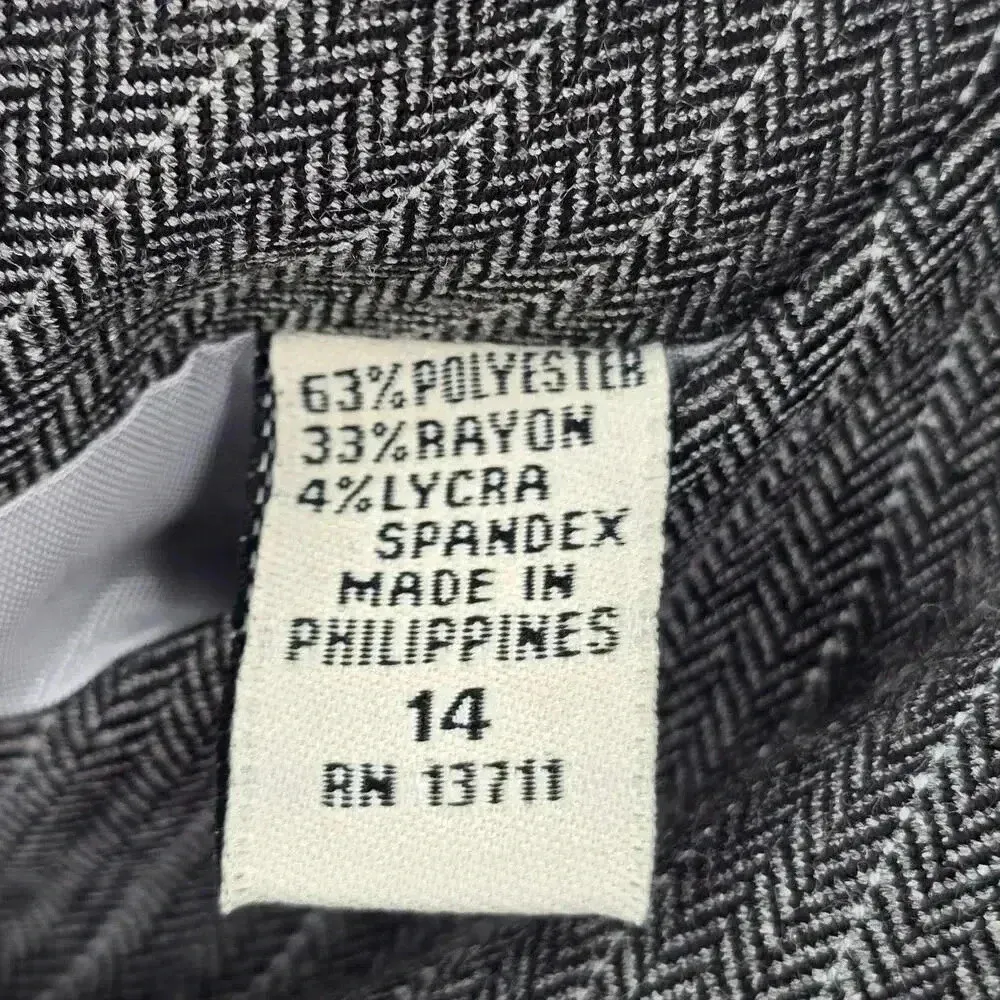 63%POLYESTER
33%RAYON
4%LYCRA
SPANDEX
MADE IN
PHILIPPINES
14
RN 13711